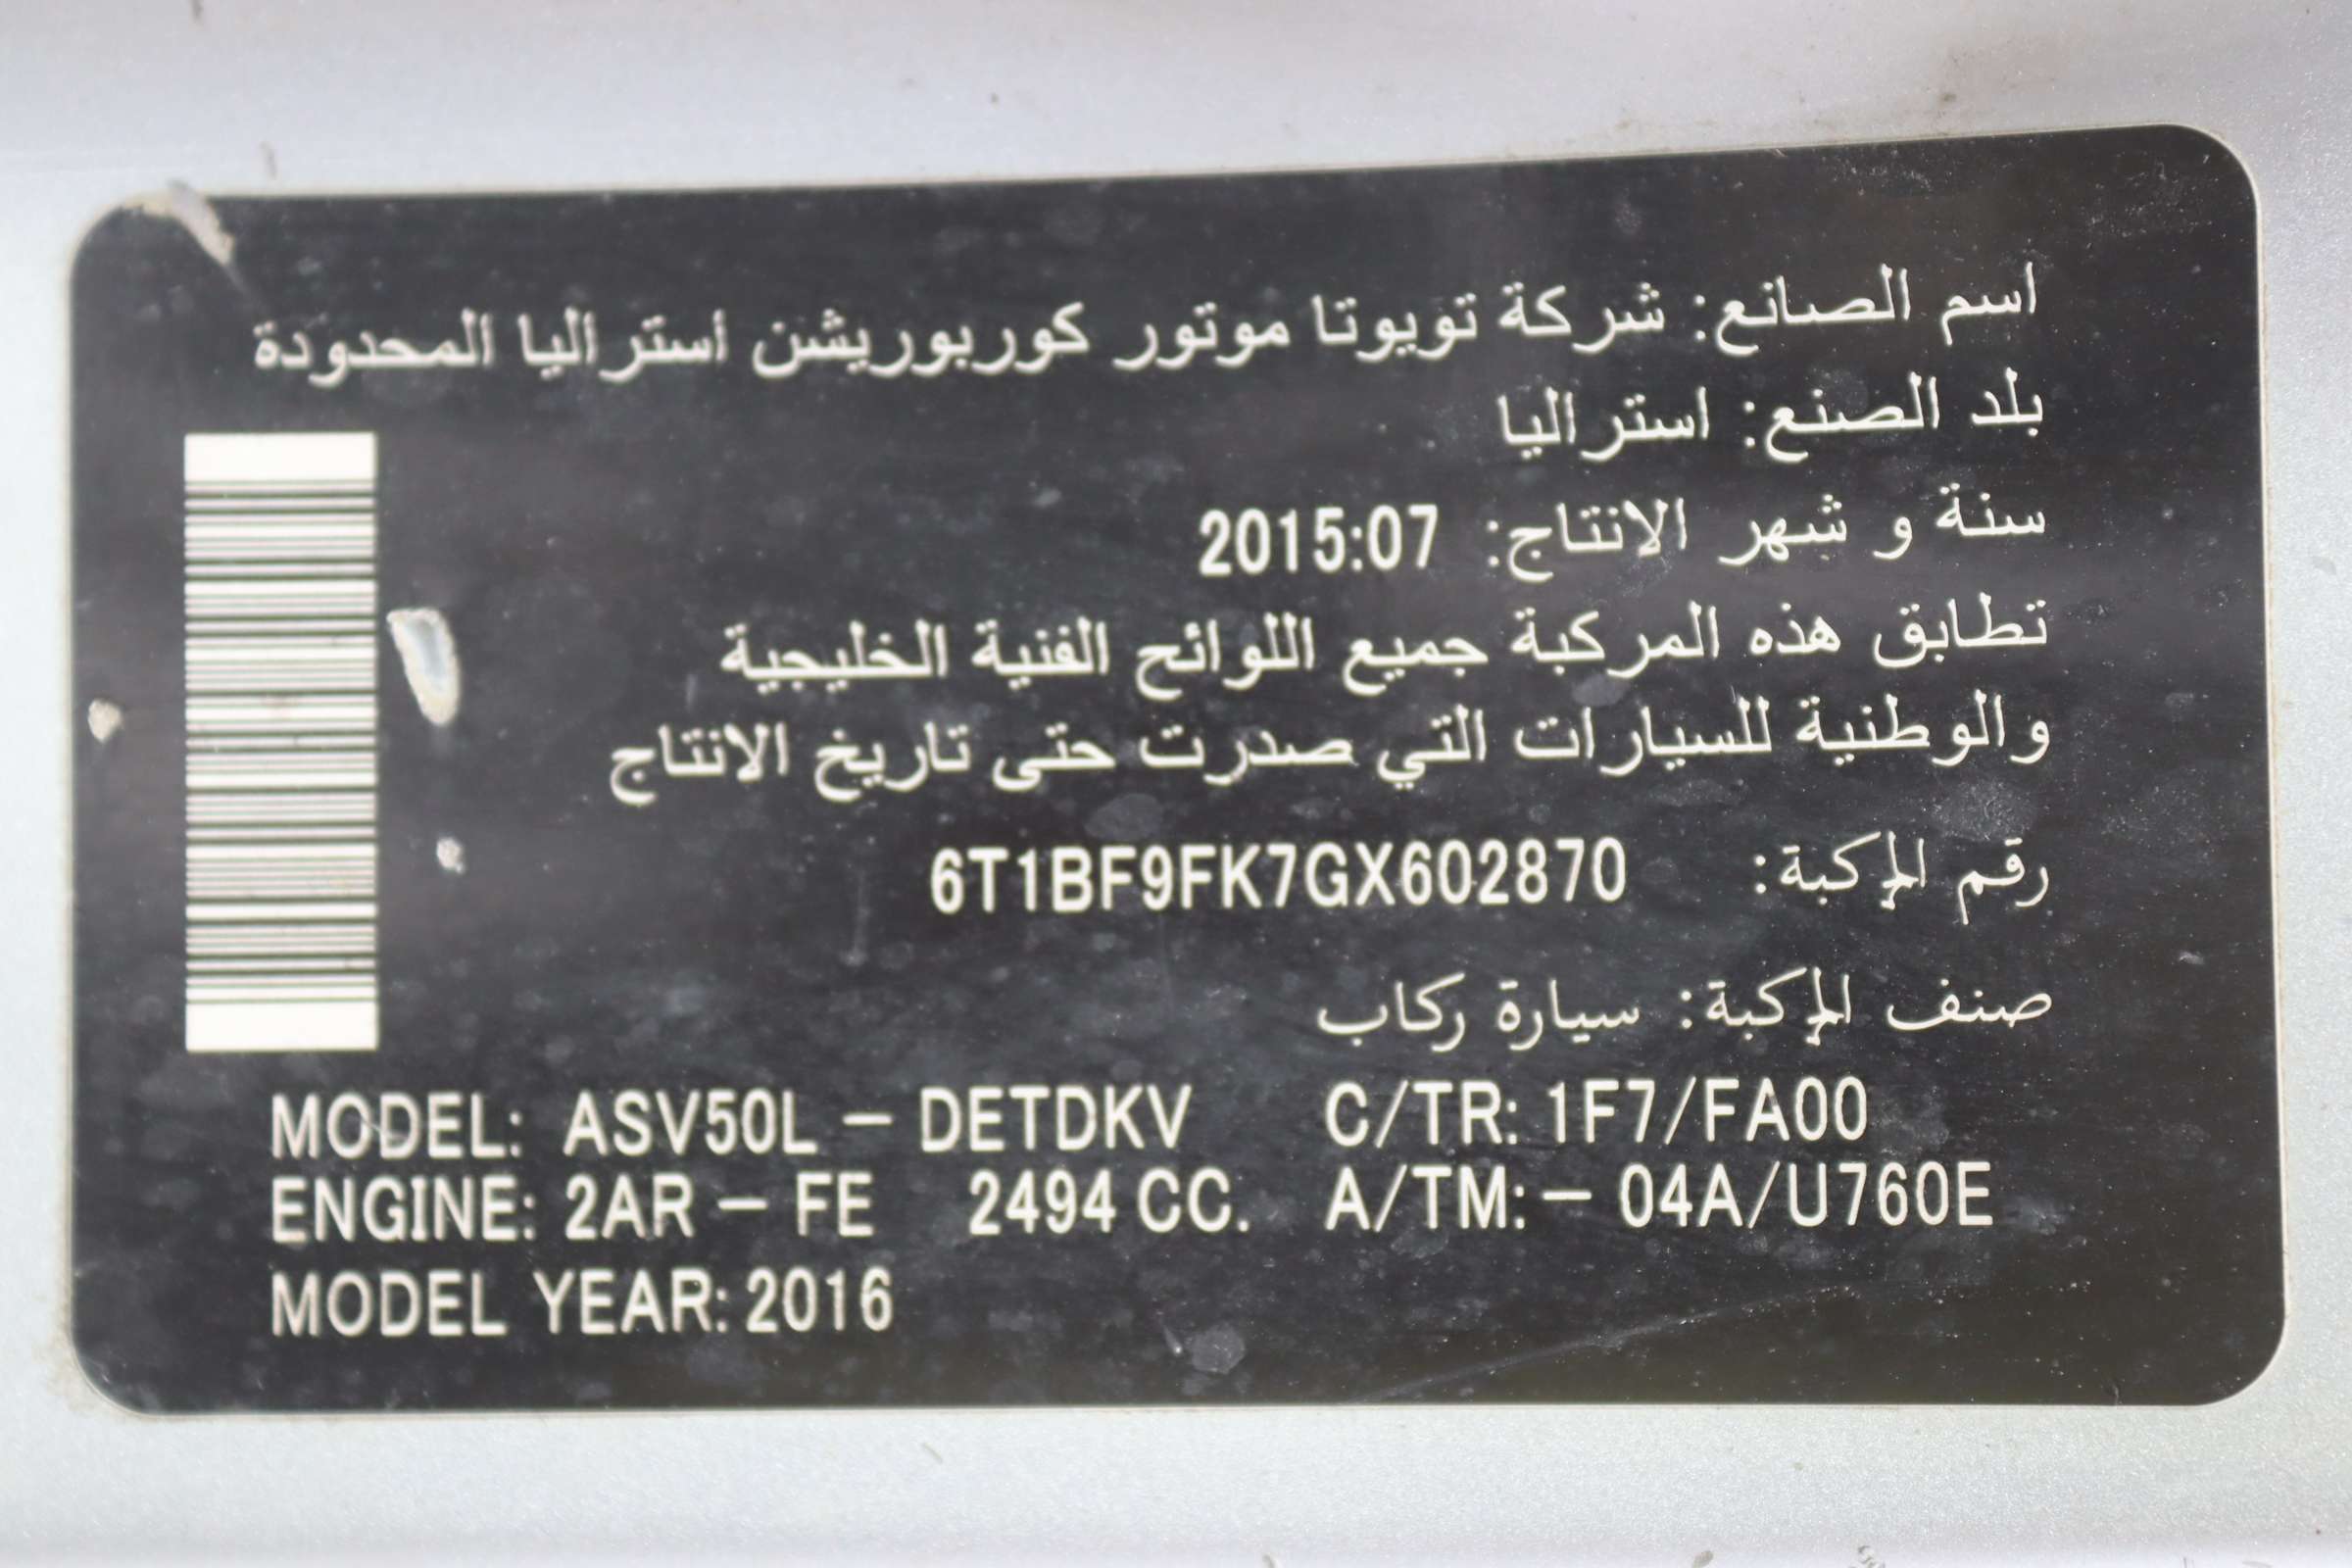 اسم الصانع: شركة تويوتا موتور كوربوريشن استراليا المحدودة
بلد الصنع: استراليا
سنة و شهر الانتاج: 2015:07
تطابق هذه المركبة جميع اللوائح الفنية الخليجية
والوطنية للسيارات التي صدرت حتى تاريخ الانتاج
رقم المركبة: 6T1BF9FK7GX602870
صنف المركبة: سيارة ركاب
MODEL: ASV50L – DETDKV C/TR: 1F7/FA00
ENGINE: 2AR – FE 2494 CC. A/TM: – 04A/U760E
MODEL YEAR: 2016